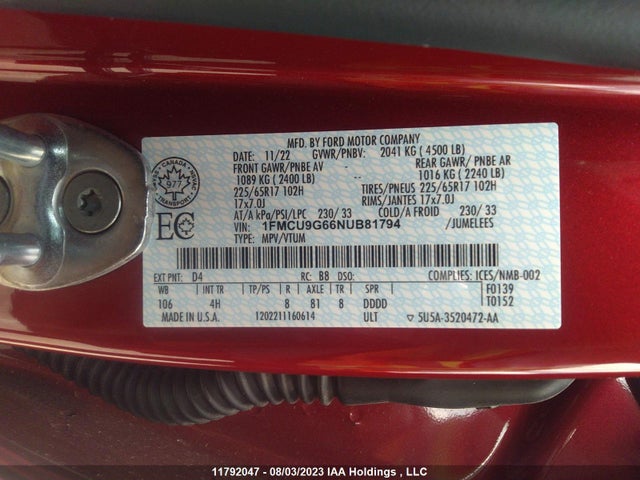 MFD. BY FORD MOTOR COMPANY
DATE: 11/22 GVWR/PNBV: 2041 KG ( 4500 LB)
FRONT GAWR/PNBE AV -- REAR GAWR/ PNBE AR
1089 KG ( 2400 LB) 1016 KG ( 2240 LB)
225/65R17 102H TIRES/PNEUS 225/65R17 102H
17x7.0J RIMS/JANTES 17x7.0J
AT/A kPa/PSI/LPC 230/ 33 COLD/A FROID 230/ 33
VIN: 1FMCU9G66NUB81794 /JUMELEES
TYPE: MPV/VTUM
CANADA
977
EC
EXT PNT: D4 RC: BB DSO: COMPLIES: ICES/NMB-002
WB INT TR TP/PS R AXLE TR SPR F0139
106 4H 8 81 8 DDDD T0152
MADE IN U.S.A. 1202211160614 ULT ▽ 5U5A-3520472-AA
11792047 - 08/03/2023 IAA Holdings , LLC